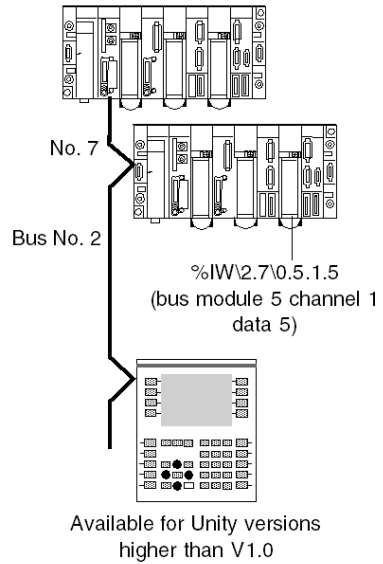 No. 7
Bus No. 2
%IW\2.7\0.5.1.5
(bus module 5 channel 1
data 5)
Available for Unity versions
higher than V1.0